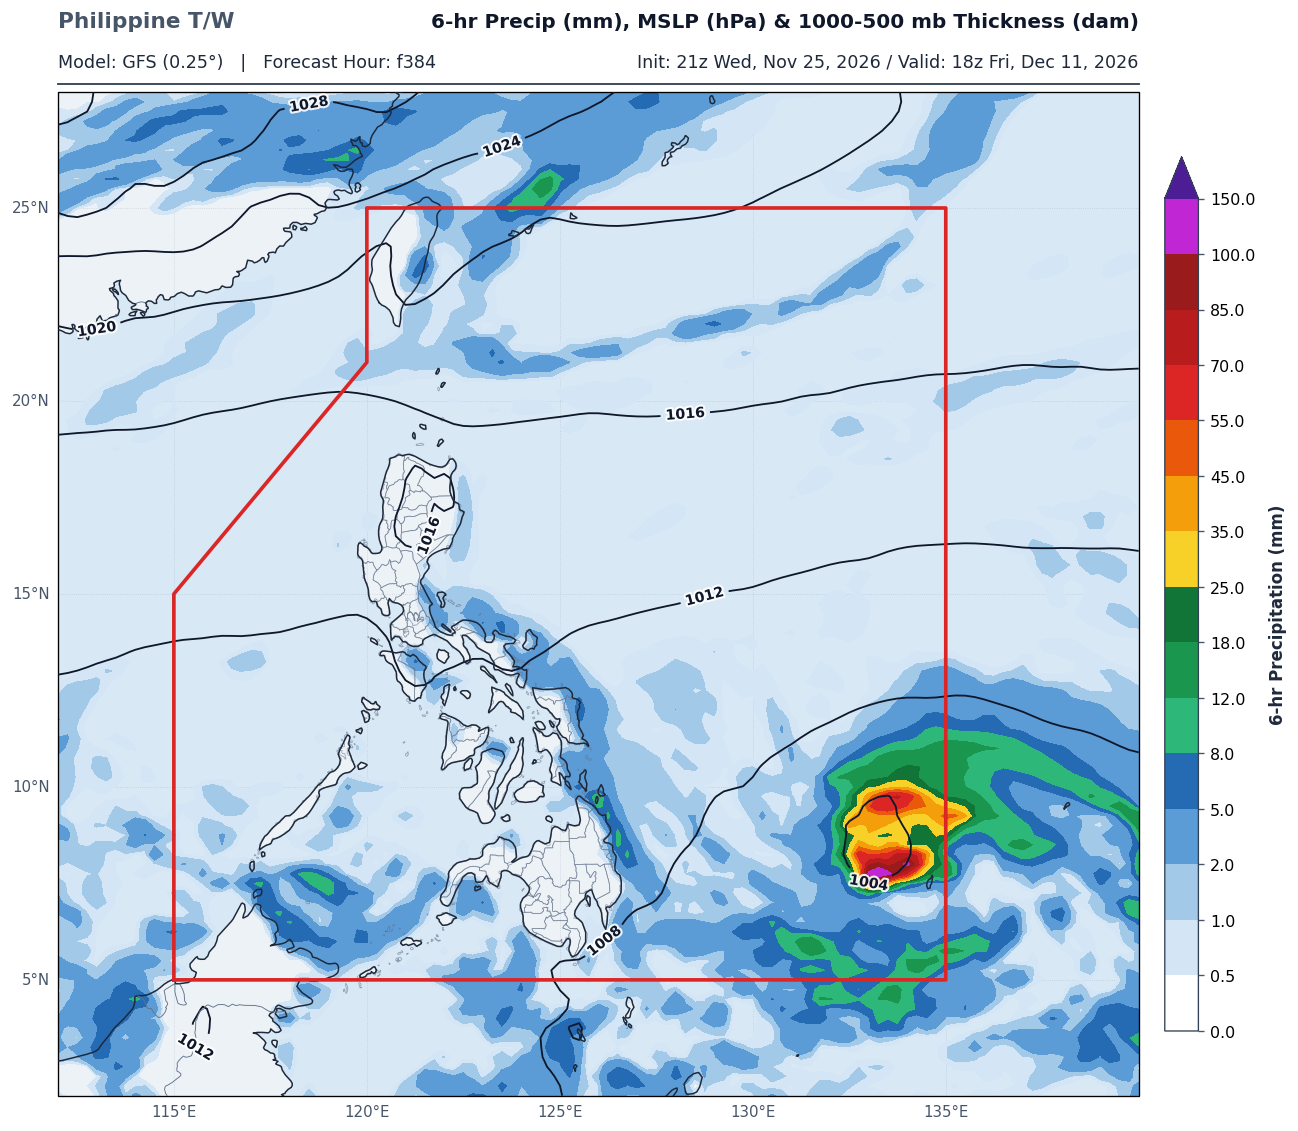 Philippine T/W
6-hr Precip (mm), MSLP (hPa) & 1000-500 mb Thickness (dam)
Model: GFS (0.25°) | Forecast Hour: f384
Init: 21z Wed, Nov 25, 2026 / Valid: 18z Fri, Dec 11, 2026
1028
1024
1020
1016
1016
1012
1004
1008
1012
25°N
20°N
15°N
10°N
5°N
115°E
120°E
125°E
130°E
135°E
150.0
100.0
85.0
70.0
55.0
45.0
35.0
25.0
18.0
12.0
8.0
5.0
2.0
1.0
0.5
0.0
6-hr Precipitation (mm)